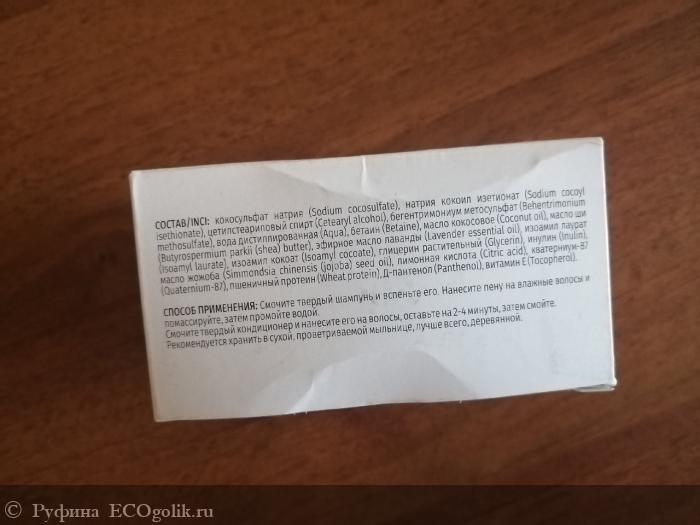 СОСТАВ/INCI: кокосульфат натрия (Sodium cocosulfate), натрия кокоил изетионат (Sodium cocoyl
isethionate), цетилстеариловый спирт (Cetearyl alcohol), бегентримониум метосульфат (Behentrimonium
methosulfate), вода дистиллированная (Aqua), бетаин (Betaine), масло кокосовое (Coconut oil), масло ши
(Butyrospermum parkii (shea) butter), эфирное масло лаванды (Lavender essential oil), изоамил лаурат
(Isoamyl laurate), изоамил кокоат (Isoamyl cocoate), глицерин растительный (Glycerin), инулин (Inulin),
масло жожоба (Simmondsia chinensis (jojoba) seed oil), лимонная кислота (Citric acid), кватерниум-87
(Quaternium-87), пшеничный протеин (Wheat protein), Д-пантенол (Panthenol), витамин Е(Tocopherol).
СПОСОБ ПРИМЕНЕНИЯ: Смочите твердый шампунь и вспеньте его. Нанесите пену на влажные волосы и
помассируйте, затем промойте водой.
Смочите твердый кондиционер и нанесите его на волосы, оставьте на 2-4 минуты, затем смойте.
Рекомендуется хранить в сухой, проветриваемой мыльнице, лучше всего, деревянной.
© Руфина ECOgolik.ru